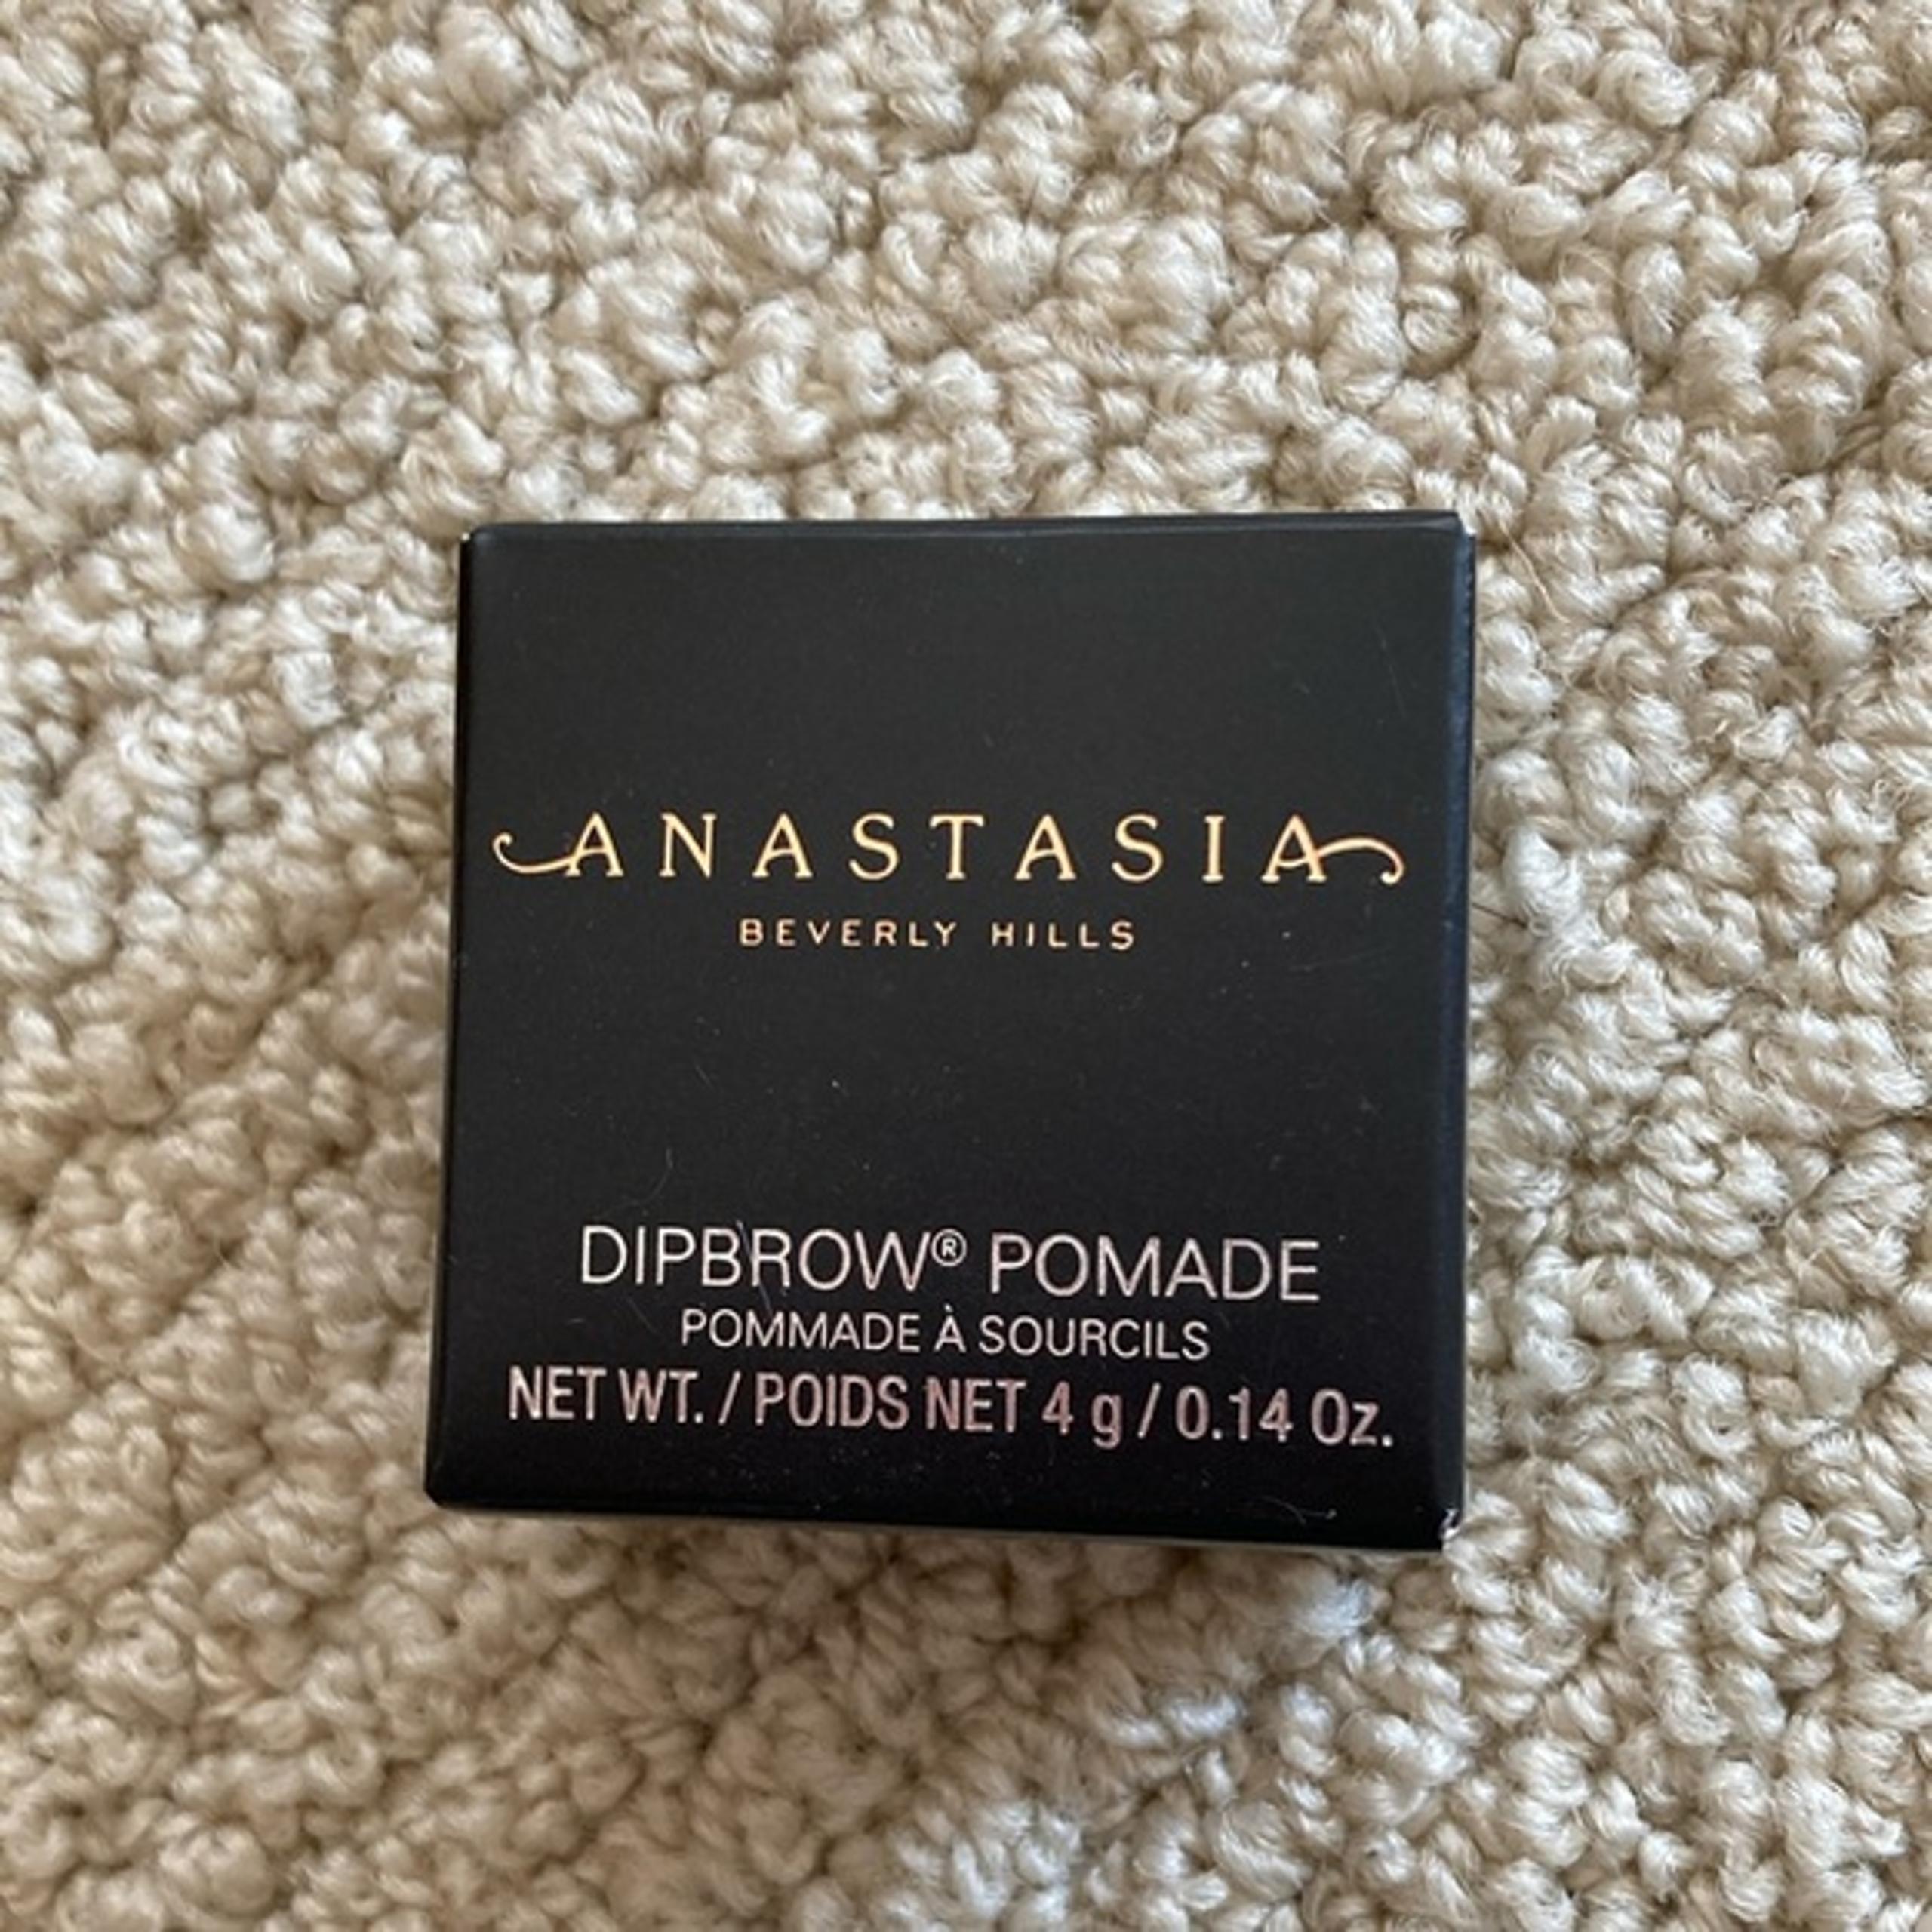 ANASTASIA
BEVERLY HILLS
DIPBROW® POMADE
POMMADE À SOURCILS
NET WT. / POIDS NET 4 g / 0.14 Oz.